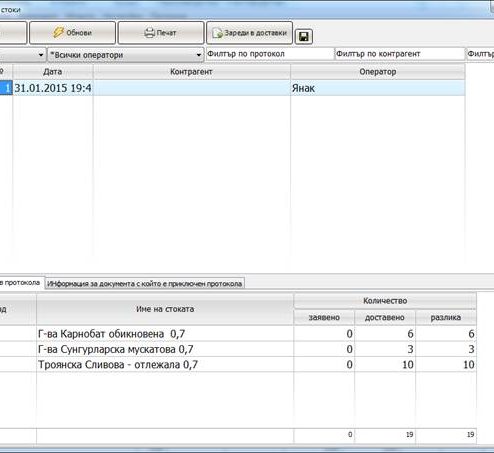 стоки
Обнови Печат Зареди в доставки
*Всички оператори Филтър по протокол Филтър по контрагент Филтър
№ Дата Контрагент Оператор
1 31.01.2015 19:4 Янак
в протокола ИНформация за документа с който е приключен протокола
од Име на стоката Количество
заявено доставено разлика
Г-ва Карнобат обикновена 0,7 0 6 6
Г-ва Сунгурларска мускатова 0,7 0 3 3
Троянска Сливова - отлежала 0,7 0 10 10
0 19 19